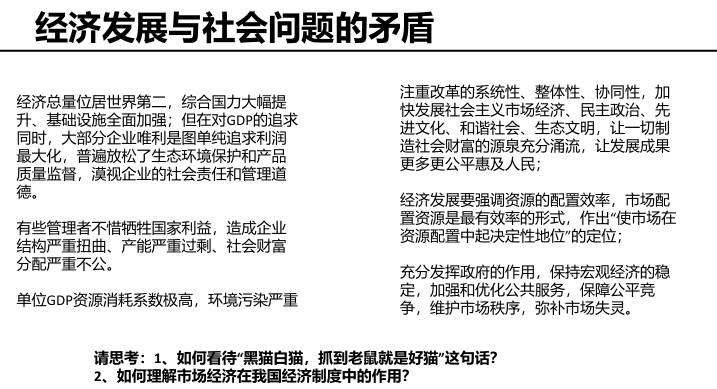 经济发展与社会问题的矛盾
经济总量位居世界第二，综合国力大幅提
升、基础设施全面加强；但在对GDP的追求
同时，大部分企业唯利是图单纯追求利润
最大化，普遍放松了生态环境保护和产品
质量监督，漠视企业的社会责任和管理道
德。
有些管理者不惜牺牲国家利益，造成企业
结构严重扭曲、产能严重过剩、社会财富
分配严重不公。
单位GDP资源消耗系数极高，环境污染严重
注重改革的系统性、整体性、协同性，加
快发展社会主义市场经济、民主政治、先
进文化、和谐社会、生态文明，让一切制
造社会财富的源泉充分涌流，让发展成果
更多更公平惠及人民；
经济发展要强调资源的配置效率，市场配
置资源是最有效率的形式，作出“使市场在
资源配置中起决定性地位”的定位；
充分发挥政府的作用，保持宏观经济的稳
定，加强和优化公共服务，保障公平竞
争，维护市场秩序，弥补市场失灵。
请思考：1、如何看待“黑猫白猫，抓到老鼠就是好猫”这句话？
2、如何理解市场经济在我国经济制度中的作用？